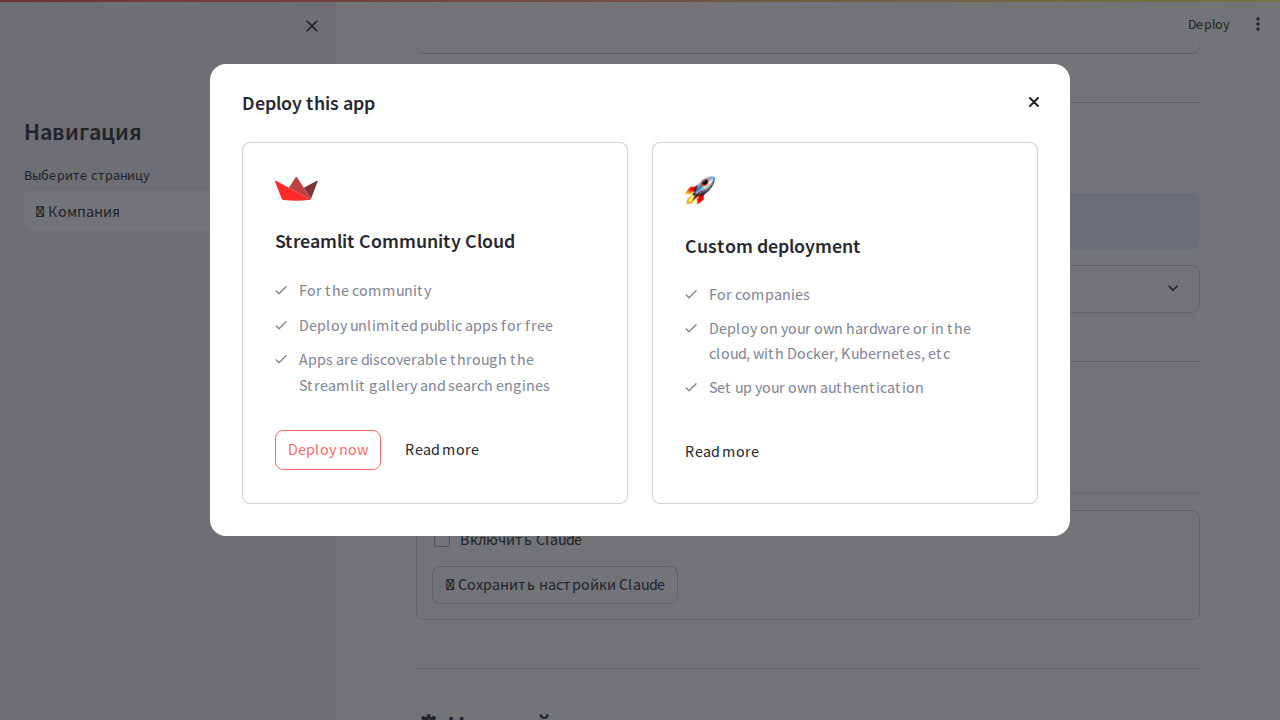 Deploy
Навигация
Выберите страницу
Компания
Deploy this app
Streamlit Community Cloud
For the community
Deploy unlimited public apps for free
Apps are discoverable through the
Streamlit gallery and search engines
Deploy now
Read more
Custom deployment
For companies
Deploy on your own hardware or in the
cloud, with Docker, Kubernetes, etc
Set up your own authentication
Read more
Включить Claude
Сохранить настройки Claude